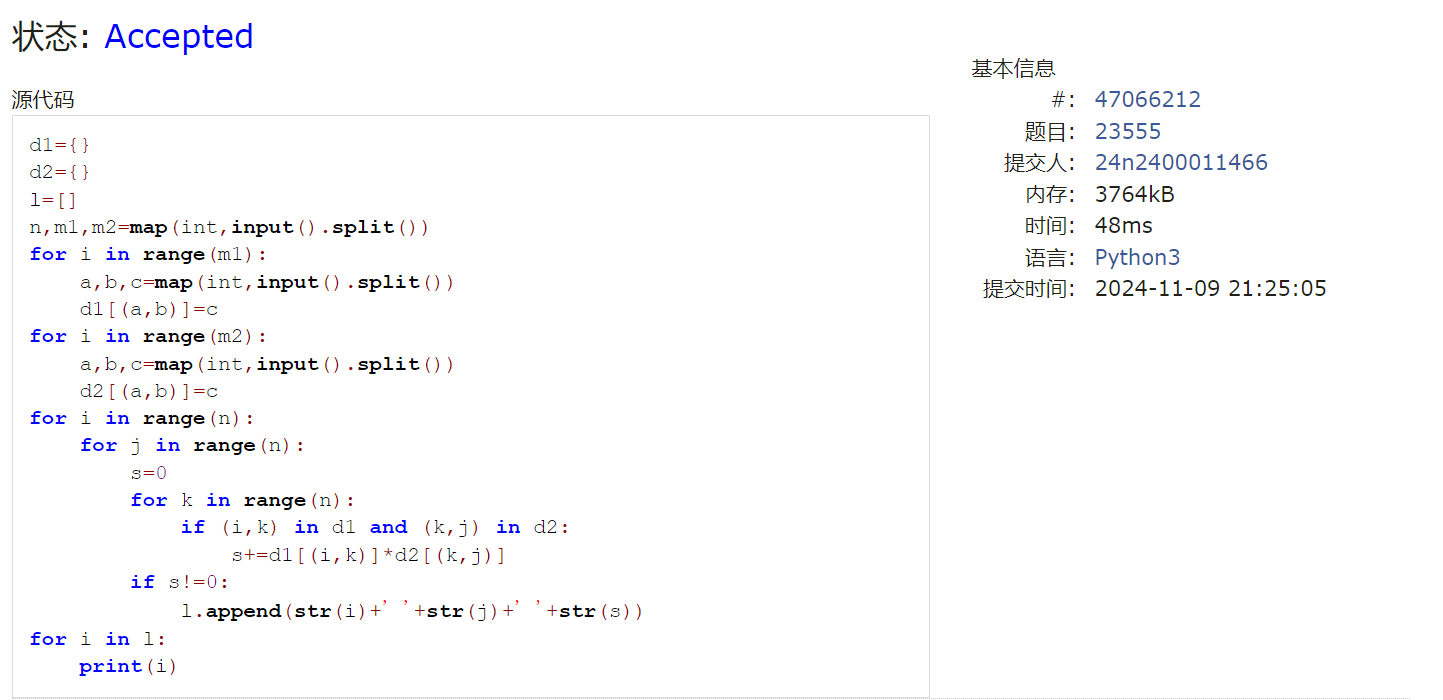 状态: Accepted
源代码
d1={}
d2={}
l=[]
n,m1,m2=map(int,input().split())
for i in range(m1):
    a,b,c=map(int,input().split())
    d1[(a,b)]=c
for i in range(m2):
    a,b,c=map(int,input().split())
    d2[(a,b)]=c
for i in range(n):
    for j in range(n):
        s=0
        for k in range(n):
            if (i,k) in d1 and (k,j) in d2:
                s+=d1[(i,k)]*d2[(k,j)]
        if s!=0:
            l.append(str(i)+' '+str(j)+' '+str(s))
for i in l:
    print(i)
基本信息
#: 47066212
题目: 23555
提交人: 24n2400011466
内存: 3764kB
时间: 48ms
语言: Python3
提交时间: 2024-11-09 21:25:05